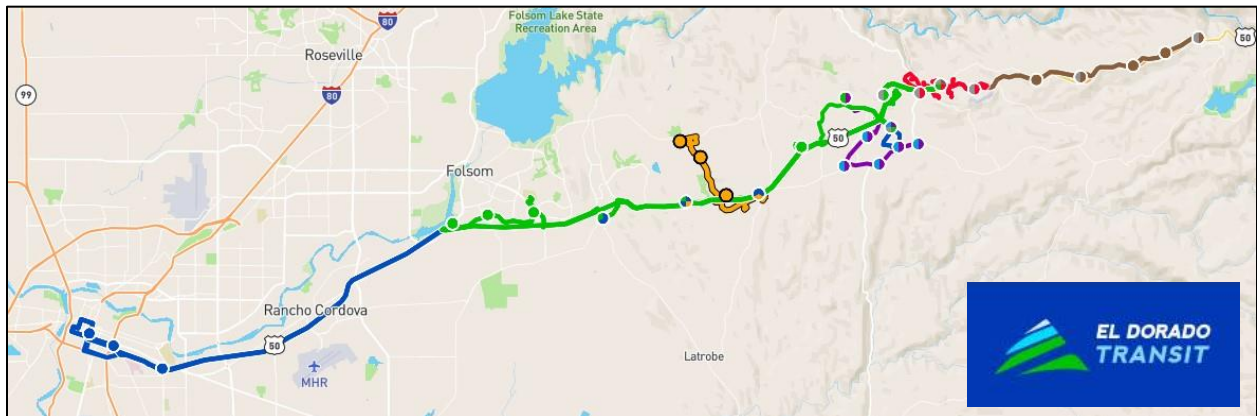 Folsom Lake State
Recreation Area
80
50
Roseville
99
80
50
Folsom
Rancho Cordova
50
MHR
Latrobe
EL DORADO
TRANSIT